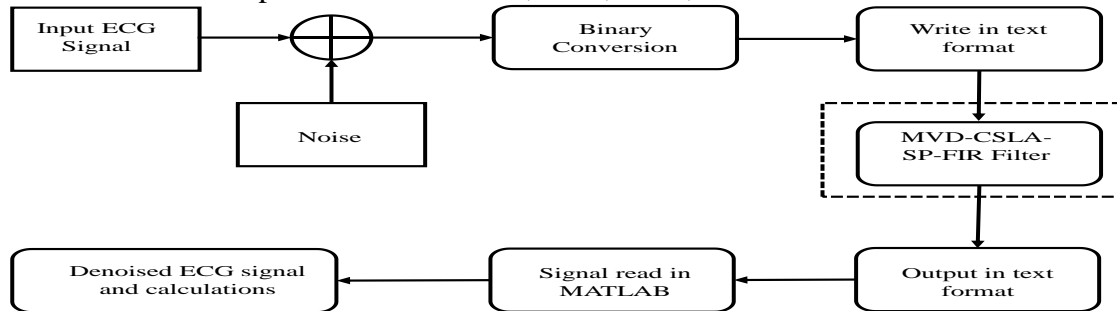 Input ECG
Signal
Binary
Conversion
Write in text
format
Noise
MVD-CSLA-
SP-FIR Filter
Denoised ECG signal
and calculations
Signal read in
MATLAB
Output in text
format